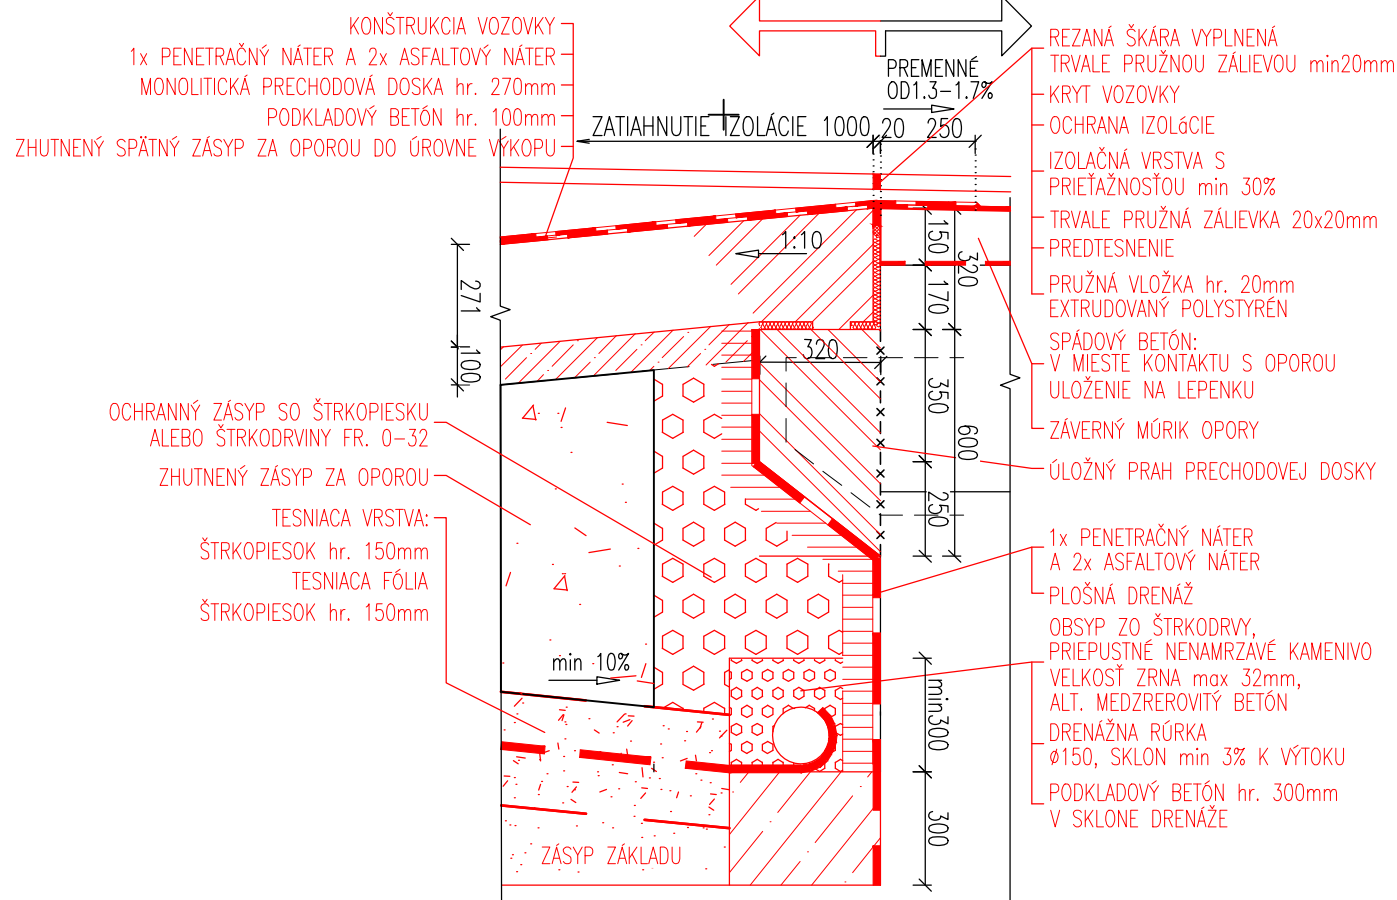 KONŠTRUKCIA VOZOVKY
1x PENETRAČNÝ NÁTER A 2x ASFALTOVÝ NÁTER
MONOLITICKÁ PRECHODOVÁ DOSKA hr. 270mm
PODKLADOVÝ BETÓN hr. 100mm
ZHUTNENÝ SPÄTNÝ ZÁSYP ZA OPOROU DO ÚROVNE VÝKOPU
PREMENNÉ
OD1.3-1.7%
ZATIAHNUTIE IZOLÁCIE 1000
20
250
REZANÁ ŠKÁRA VYPLNENÁ
TRVALE PRUŽNOU ZÁLIEVOU min20mm
KRYT VOZOVKY
OCHRANA IZOLáCIE
IZOLAČNÁ VRSTVA S
PRIEŤAŽNOSŤOU min 30%
TRVALE PRUŽNÁ ZÁLIEVKA 20x20mm
PREDTESNENIE
PRUŽNÁ VLOŽKA hr. 20mm
EXTRUDOVANÝ POLYSTYRÉN
SPÁDOVÝ BETÓN:
V MIESTE KONTAKTU S OPOROU
ULOŽENIE NA LEPENKU
ZÁVERNÝ MÚRIK OPORY
ÚLOŽNÝ PRAH PRECHODOVEJ DOSKY
1:10
150
320
170
271
100
320
350
600
250
OCHRANNÝ ZÁSYP SO ŠTRKOPIESKU
ALEBO ŠTRKODRVINY FR. 0-32
ZHUTNENÝ ZÁSYP ZA OPOROU
TESNIACA VRSTVA:
ŠTRKOPIESOK hr. 150mm
TESNIACA FÓLIA
ŠTRKOPIESOK hr. 150mm
min 10%
1x PENETRAČNÝ NÁTER
A 2x ASFALTOVÝ NÁTER
PLOŠNÁ DRENÁŽ
OBSYP ZO ŠTRKODRVY,
PRIEPUSTNÉ NENAMRZAVÉ KAMENIVO
VELKOSŤ ZRNA max 32mm,
ALT. MEDZREROVITÝ BETÓN
DRENÁŽNA RÚRKA
ø150, SKLON min 3% K VÝTOKU
PODKLADOVÝ BETÓN hr. 300mm
V SKLONE DRENÁŽE
min300
300
ZÁSYP ZÁKLADU